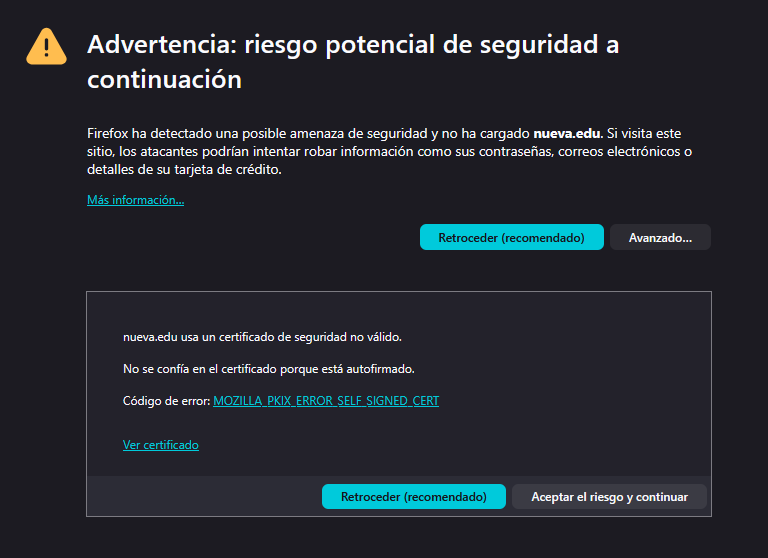 Advertencia: riesgo potencial de seguridad a
continuación
Firefox ha detectado una posible amenaza de seguridad y no ha cargado nueva.edu. Si visita este
sitio, los atacantes podrían intentar robar información como sus contraseñas, correos electrónicos o
detalles de su tarjeta de crédito.
Más información...
Retroceder (recomendado)
Avanzado...
nueva.edu usa un certificado de seguridad no válido.
No se confía en el certificado porque está autofirmado.
Código de error: MOZILLA_PKIX_ERROR_SELF_SIGNED_CERT
Ver certificado
Retroceder (recomendado)
Aceptar el riesgo y continuar